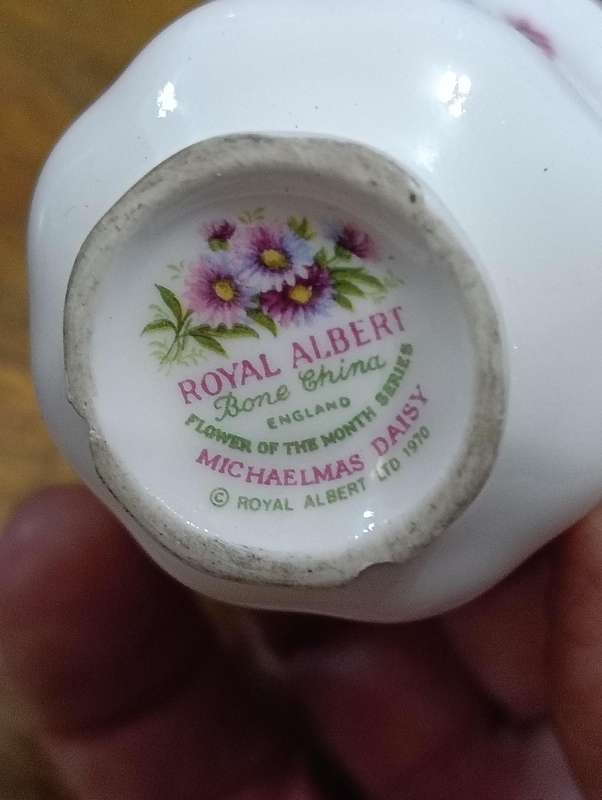 ROYAL ALBERT
Bone China
ENGLAND
FLOWER OF THE MONTH SERIES
MICHAELMAS DAISY
© ROYAL ALBERT LTD 1970